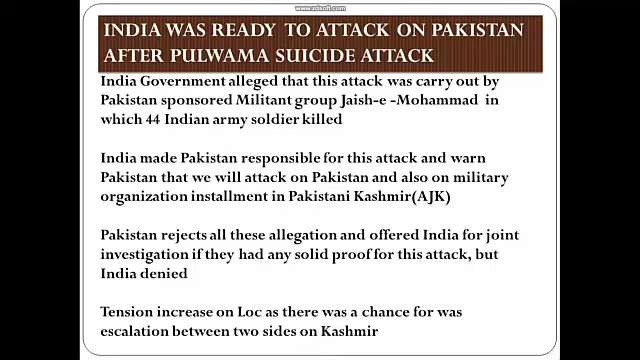 www.zdsoft.com
INDIA WAS READY TO ATTACK ON PAKISTAN
AFTER PULWAMA SUICIDE ATTACK
India Government alleged that this attack was carry out by
Pakistan sponsored Militant group Jaish-e -Mohammad in
which 44 Indian army soldier killed
India made Pakistan responsible for this attack and warn
Pakistan that we will attack on Pakistan and also on military
organization installment in Pakistani Kashmir(AJK)
Pakistan rejects all these allegation and offered India for joint
investigation if they had any solid proof for this attack, but
India denied
Tension increase on Loc as there was a chance for was
escalation between two sides on Kashmir